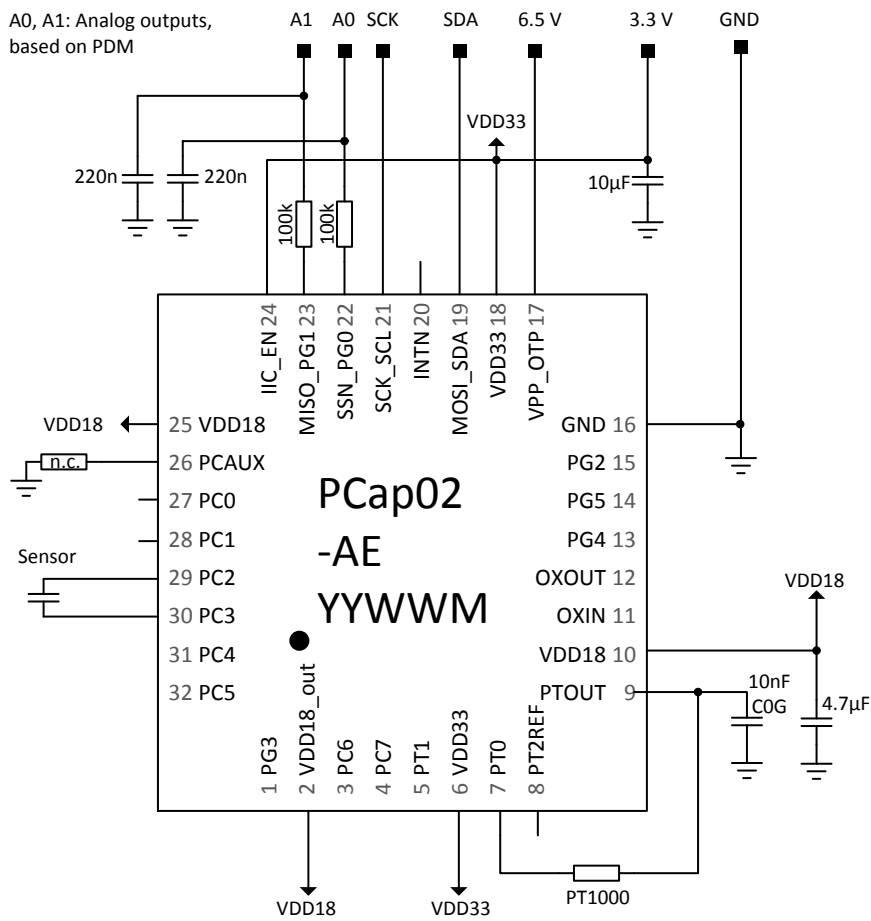 A0, A1: Analog outputs,
based on PDM
A1 A0 SCK SDA 6.5 V 3.3 V GND
VDD33
220n 220n
10µF
100k
100k
IIC_EN 24
MISO_PG1 23
SSN_PG0 22
SCK_SCL 21
INTN 20
MOSI_SDA 19
VDD33 18
VPP_OTP 17
VDD18
25 VDD18
n.c.
26 PCAUX
27 PC0
28 PC1
Sensor
29 PC2
30 PC3
31 PC4
32 PC5
PCap02
-AE
YYWWM
GND 16
PG2 15
PG5 14
PG4 13
OXOUT 12
OXIN 11
VDD18 10
PTOUT 9
VDD18
10nF
C0G
4.7µF
1 PG3
2 VDD18_out
3 PC6
4 PC7
5 PT1
6 VDD33
7 PT0
8 PT2REF
PT1000
VDD18
VDD33